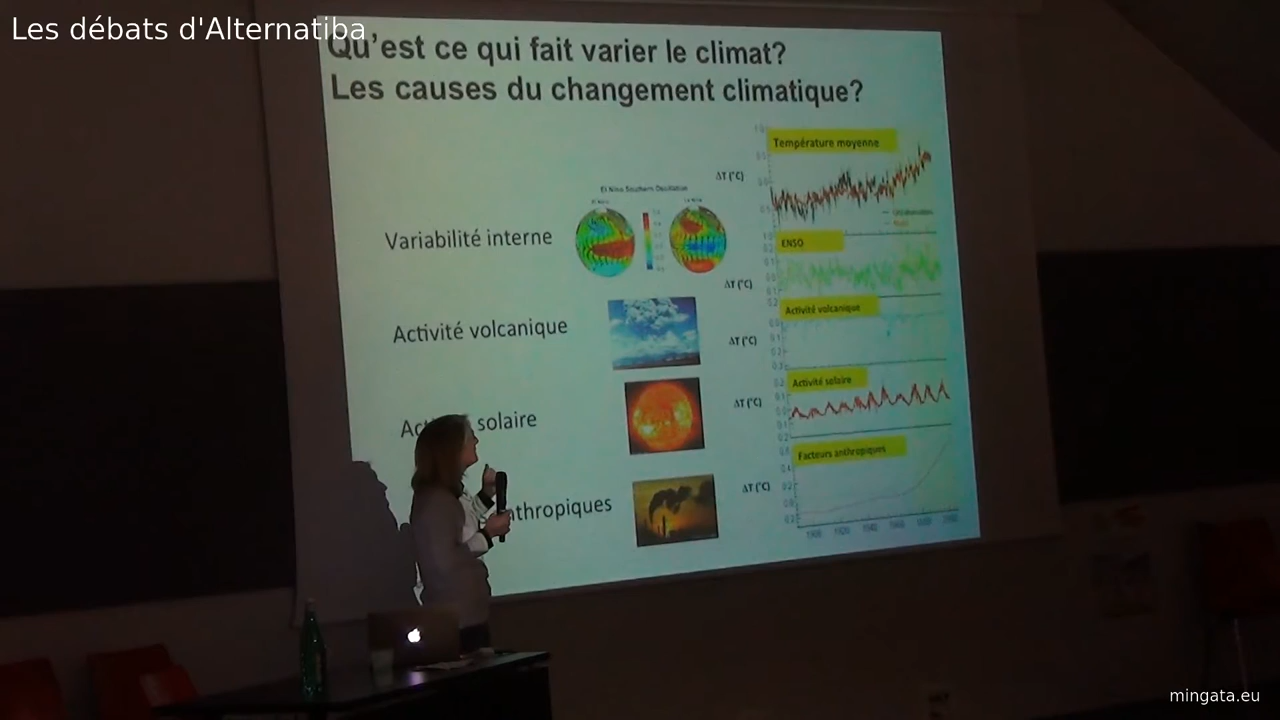 Les débats d'Alternatiba
Qu'est ce qui fait varier le climat?
Les causes du changement climatique?
Température moyenne
ΔT (°C)
El Nino Southern Oscillation
Variabilité interne
ENSO
ΔT (°C)
Activité volcanique
Activité volcanique
ΔT (°C)
Activité solaire
solaire
ΔT (°C)
Facteurs anthropiques
nthropiques
ΔT (°C)
mingata.eu